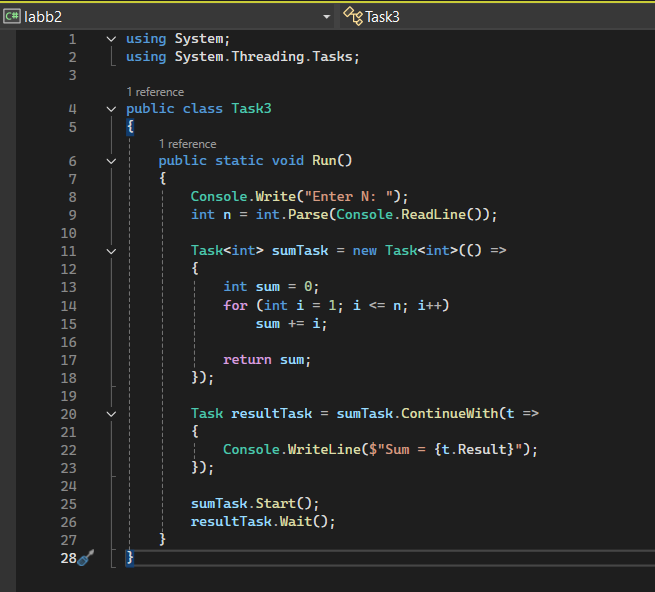 C# labb2 Task3
1 using System;
2 using System.Threading.Tasks;
3
1 reference
4 public class Task3
5 {
1 reference
6 public static void Run()
7 {
8 Console.Write("Enter N: ");
9 int n = int.Parse(Console.ReadLine());
10
11 Task<int> sumTask = new Task<int>(() =>
12 {
13 int sum = 0;
14 for (int i = 1; i <= n; i++)
15 sum += i;
16
17 return sum;
18 });
19
20 Task resultTask = sumTask.ContinueWith(t =>
21 {
22 Console.WriteLine($"Sum = {t.Result}");
23 });
24
25 sumTask.Start();
26 resultTask.Wait();
27 }
28 }